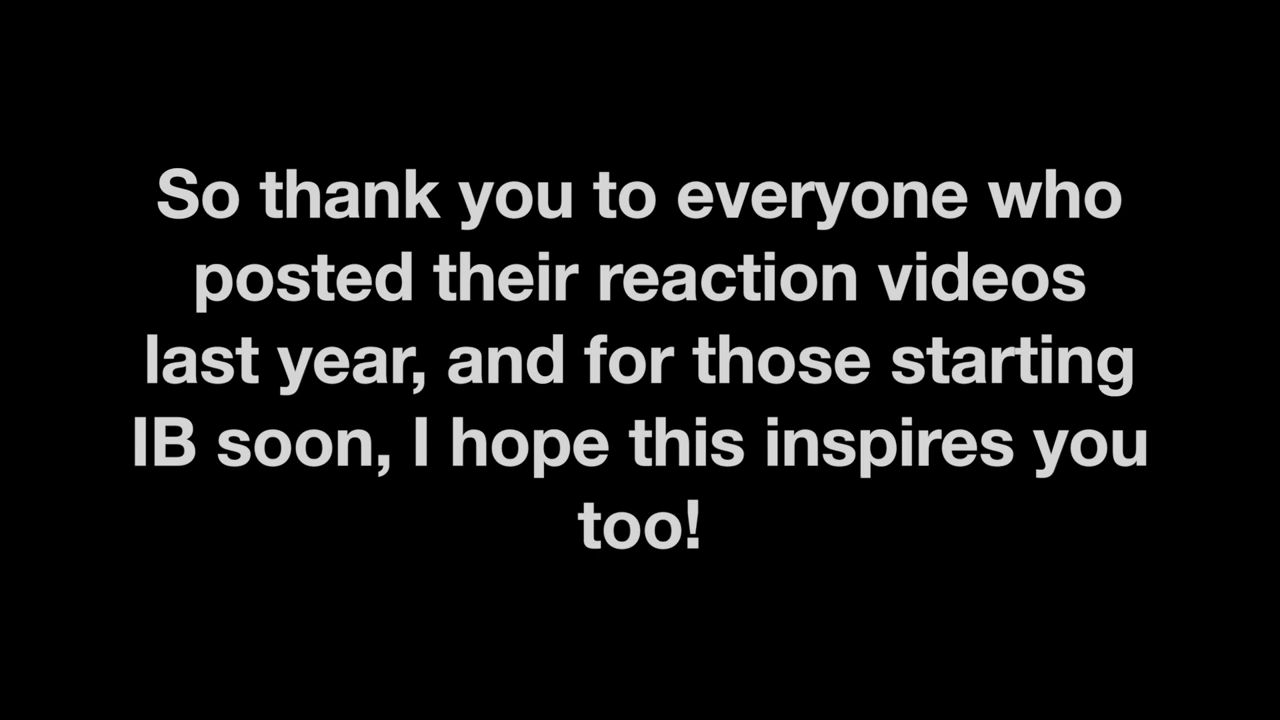 So thank you to everyone who
posted their reaction videos
last year, and for those starting
IB soon, I hope this inspires you
too!